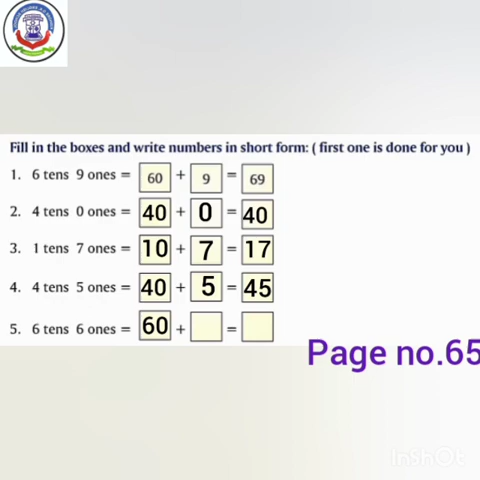 Fill in the boxes and write numbers in short form: ( first one is done for you )
1. 6 tens 9 ones = 60 + 9 = 69
2. 4 tens 0 ones = 40 + 0 = 40
3. 1 tens 7 ones = 10 + 7 = 17
4. 4 tens 5 ones = 40 + 5 = 45
5. 6 tens 6 ones = 60 + =
Page no.65
InShOt